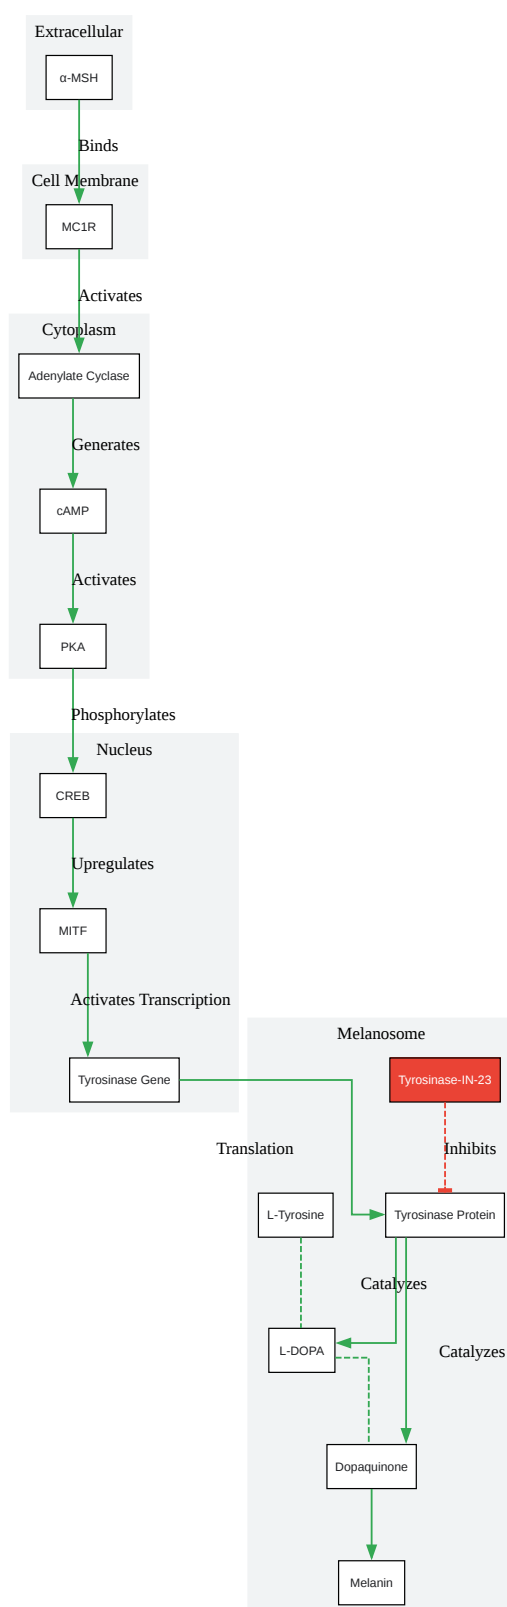 Extracellular
α-MSH
Binds
Cell Membrane
MC1R
Activates
Cytoplasm
Adenylate Cyclase
Generates
cAMP
Activates
PKA
Phosphorylates
Nucleus
CREB
Upregulates
MITF
Activates Transcription
Melanosome
Tyrosinase Gene
Tyrosinase-IN-23
Translation
Inhibits
L-Tyrosine
Tyrosinase Protein
Catalyzes
L-DOPA
Catalyzes
Dopaquinone
Melanin